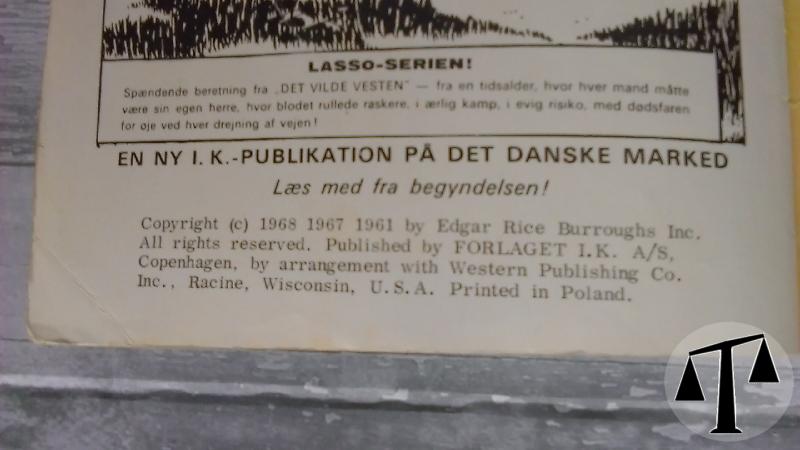 LASSO-SERIEN!
Spændende beretning fra „DET VILDE VESTEN" — fra en tidsalder, hvor hver mand måtte
være sin egen herre, hvor blodet rullede raskere, i ærlig kamp, i evig risiko, med dødsfaren
for øje ved hver drejning af vejen!
EN NY I. K.-PUBLIKATION PÅ DET DANSKE MARKED
Læs med fra begyndelsen!
Copyright (c) 1968 1967 1961 by Edgar Rice Burroughs Inc.
All rights reserved. Published by FORLAGET I.K. A/S,
Copenhagen, by arrangement with Western Publishing Co.
Inc., Racine, Wisconsin, U.S.A. Printed in Poland.